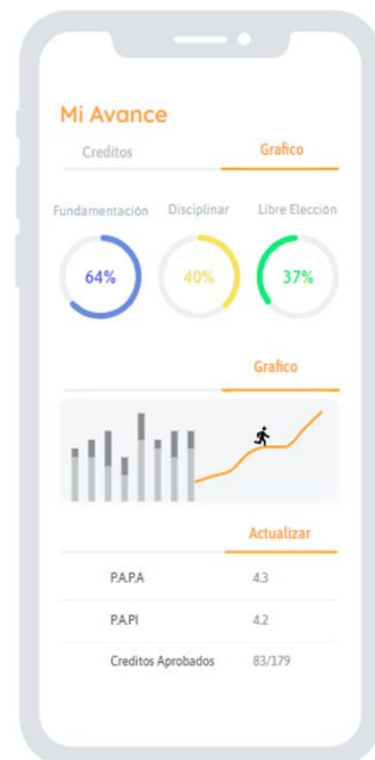 Mi Avance
Creditos Grafico
Fundamentación Disciplinar Libre Elección
64% 40% 37%
Grafico
Actualizar
P.A.P.A 4.3
P.A.PI 4.2
Creditos Aprobados 83/179